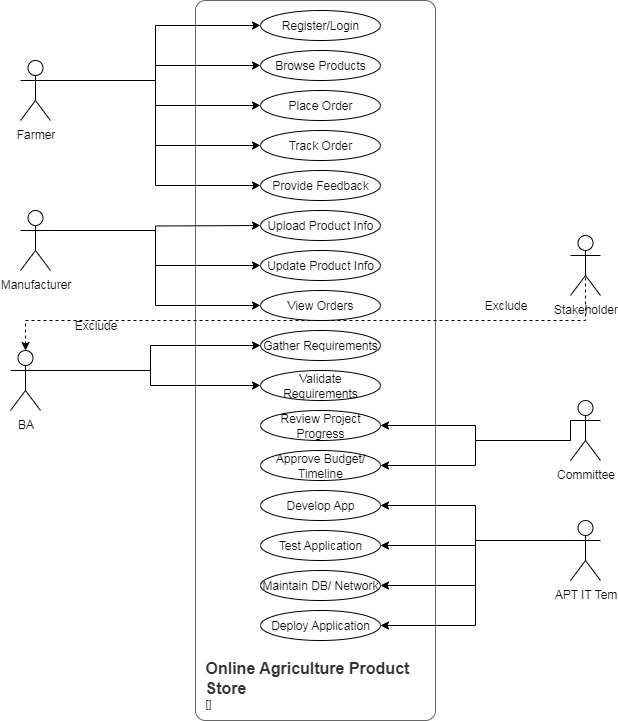 Register/Login
Browse Products
Place Order
Farmer
Track Order
Provide Feedback
Upload Product Info
Update Product Info
Manufacturer
View Orders
Exclude
Stakeholder
Exclude
Gather Requirements
Validate
Requirements
BA
Review Project
Progress
Approve Budget/
Timeline
Committee
Develop App
Test Application
Maintain DB/ Network
APT IT Tem
Deploy Application
Online Agriculture Product
Store
[]